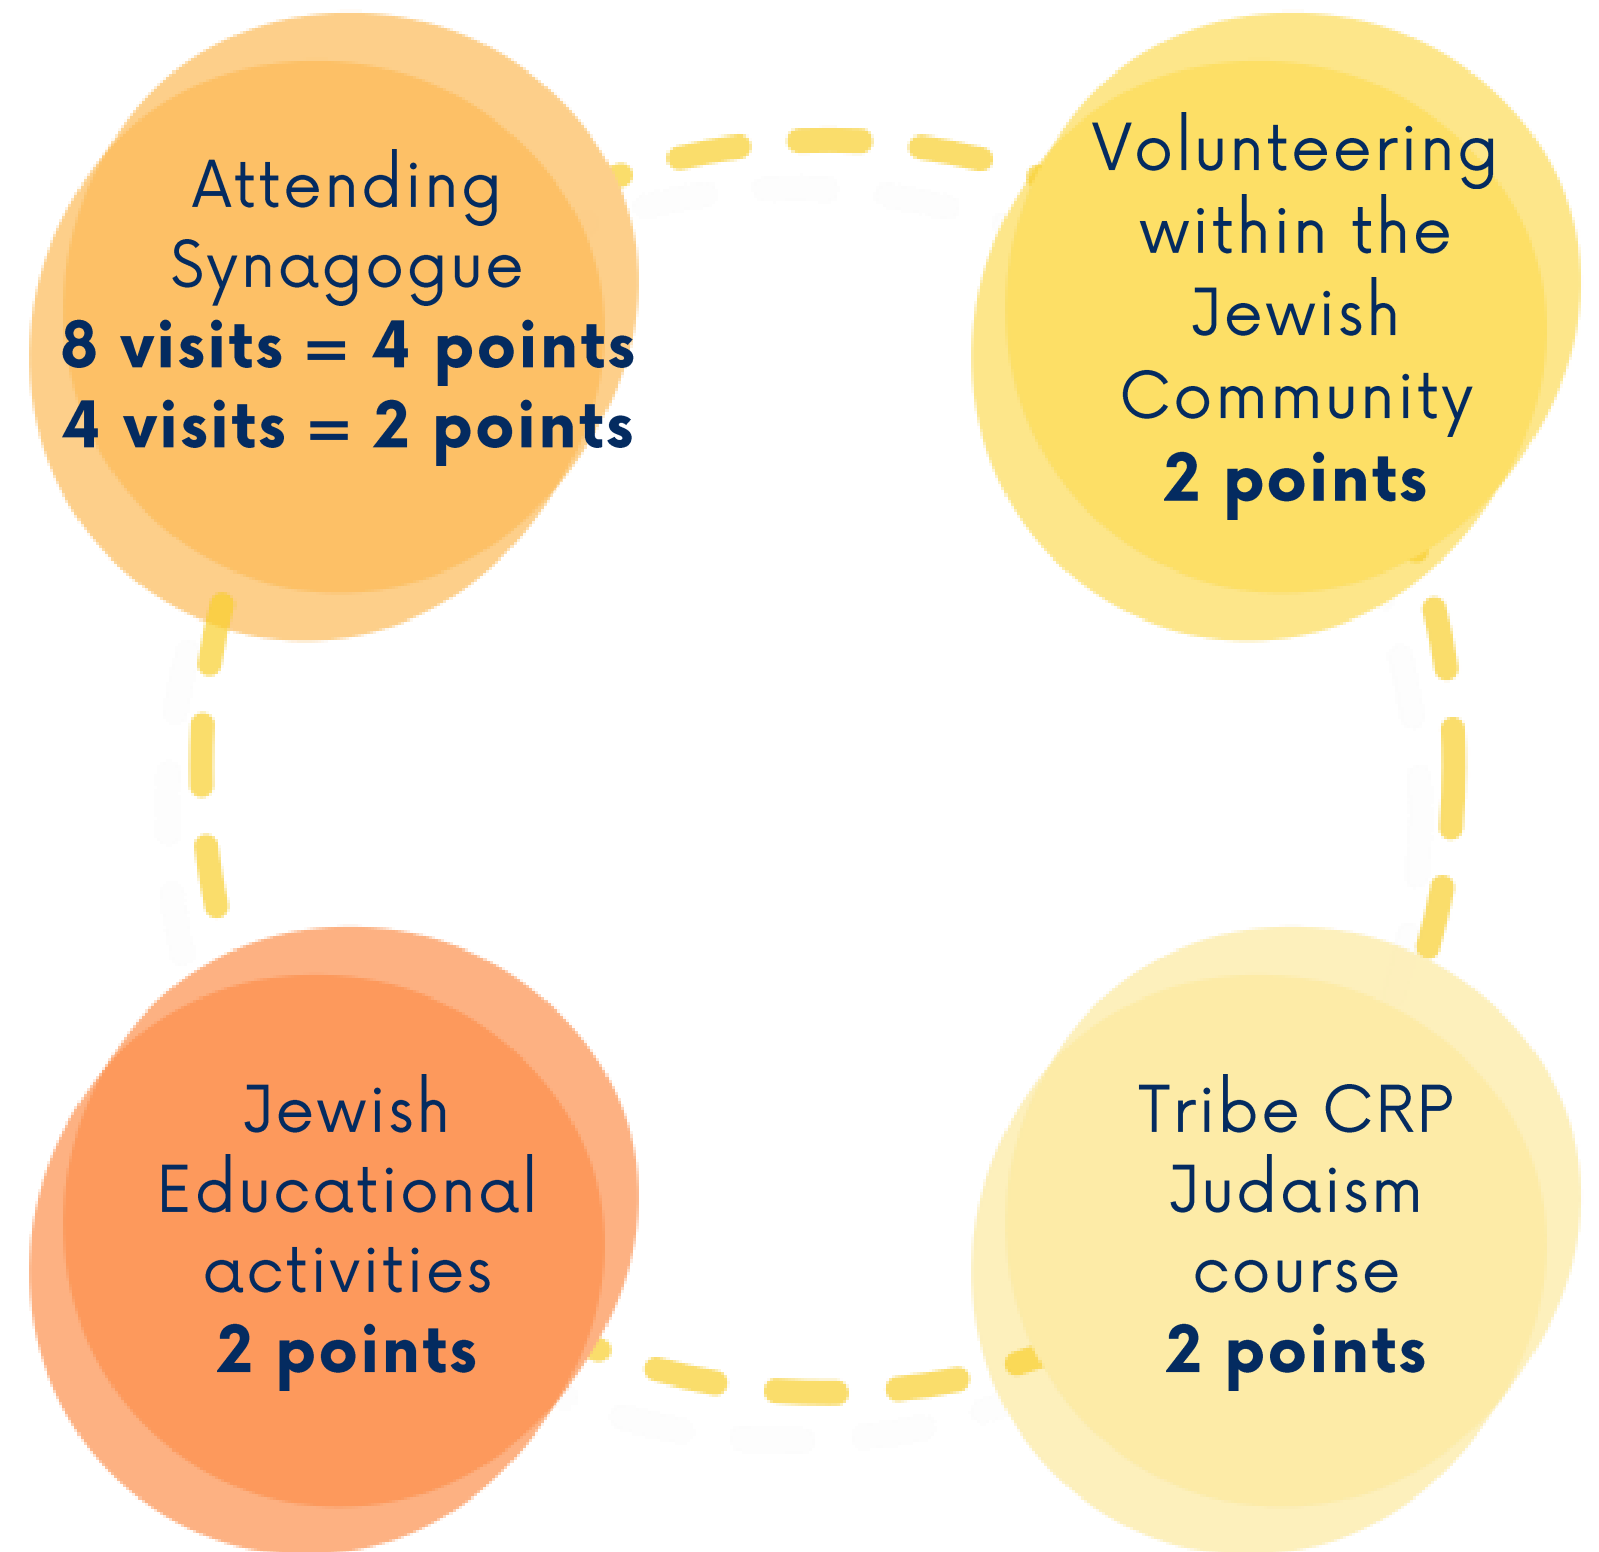 Attending
Synagogue
8 visits = 4 points
4 visits = 2 points
Volunteering
within the
Jewish
Community
2 points
Jewish
Educational
activities
2 points
Tribe CRP
Judaism
course
2 points